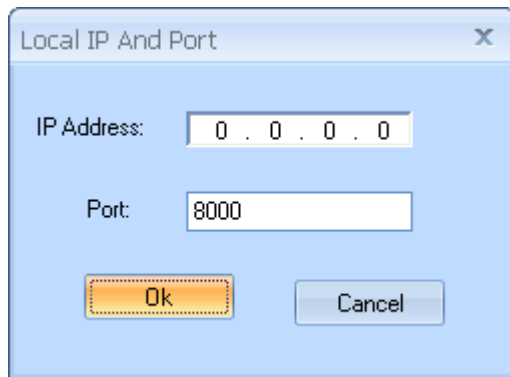 Local IP And Port
IP Address: 0 . 0 . 0 . 0
Port: 8000
Ok Cancel